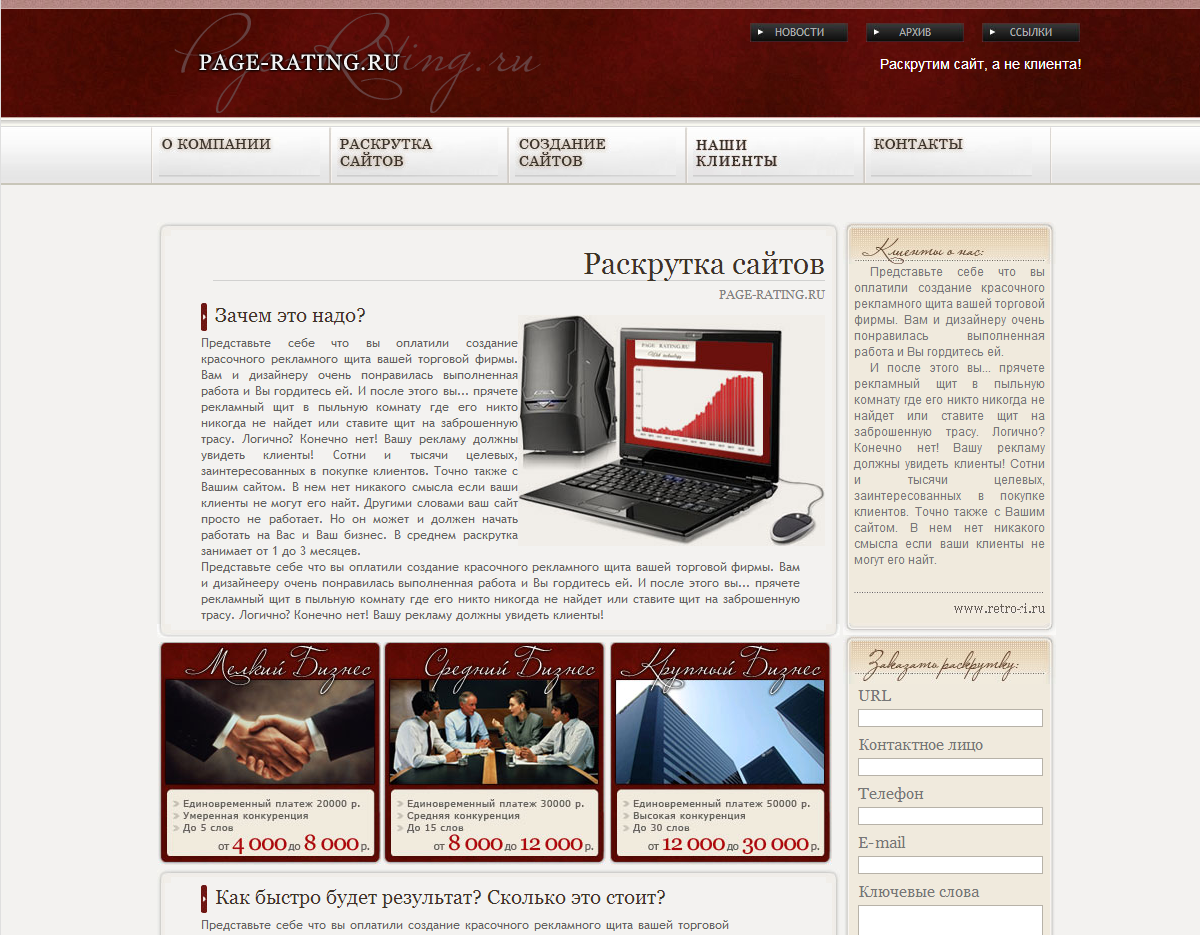 НОВОСТИ
АРХИВ
ССЫЛКИ
Page Rating.ru
PAGE-RATING.RU
Раскрутим сайт, а не клиента!
О КОМПАНИИ
РАСКРУТКА
САЙТОВ
СОЗДАНИЕ
САЙТОВ
НАШИ
КЛИЕНТЫ
КОНТАКТЫ
Раскрутка сайтов
PAGE-RATING.RU
Зачем это надо?
Представьте себе что вы оплатили создание
красочного рекламного щита вашей торговой фирмы.
Вам и дизайнеру очень понравилась выполненная
работа и Вы гордитесь ей. И после этого вы... прячете
рекламный щит в пыльную комнату где его никто
никогда не найдет или ставите щит на заброшенную
трасу. Логично? Конечно нет! Вашу рекламу должны
увидеть клиенты! Сотни и тысячи целевых,
заинтересованных в покупке клиентов. Точно также с
Вашим сайтом. В нем нет никакого смысла если ваши
клиенты не могут его найт. Другими словами ваш сайт
просто не работает. Но он может и должен начать
работать на Вас и Ваш бизнес. В среднем раскрутка
занимает от 1 до 3 месяцев.
Представьте себе что вы оплатили создание красочного рекламного щита вашей торговой фирмы. Вам
и дизайнееру очень понравилась выполненная работа и Вы гордитесь ей. И после этого вы... прячете
рекламный щит в пыльную комнату где его никто никогда не найдет или ставите щит на заброшенную
трасу. Логично? Конечно нет! Вашу рекламу должны увидеть клиенты!
PAGE RATING.RU
Мелкий Бизнес
Единовременный платеж 20000 р.
Умеренная конкуренция
До 5 слов
от 4 000 до 8 000 р.
Средний Бизнес
Единовременный платеж 30000 р.
Средняя конкуренция
До 15 слов
от 8 000 до 12 000 р.
Крупный Бизнес
Единовременный платеж 50000 р.
Высокая конкуренция
До 30 слов
от 12 000 до 30 000 р.
Как быстро будет результат? Сколько это стоит?
Представьте себе что вы оплатили создание красочного рекламного щита вашей торговой
Клиенты о нас:
Представьте себе что вы
оплатили создание красочного
рекламного щита вашей торговой
фирмы. Вам и дизайнеру очень
понравилась выполненная
работа и Вы гордитесь ей.
И после этого вы... прячете
рекламный щит в пыльную
комнату где его никто никогда не
найдет или ставите щит на
заброшенную трасу. Логично?
Конечно нет! Вашу рекламу
должны увидеть клиенты! Сотни
и тысячи целевых,
заинтересованных в покупке
клиентов. Точно также с Вашим
сайтом. В нем нет никакого
смысла если ваши клиенты не
могут его найт.
www.retro-i.ru
Заказать раскрутку:
URL
Контактное лицо
Телефон
E-mail
Ключевые слова